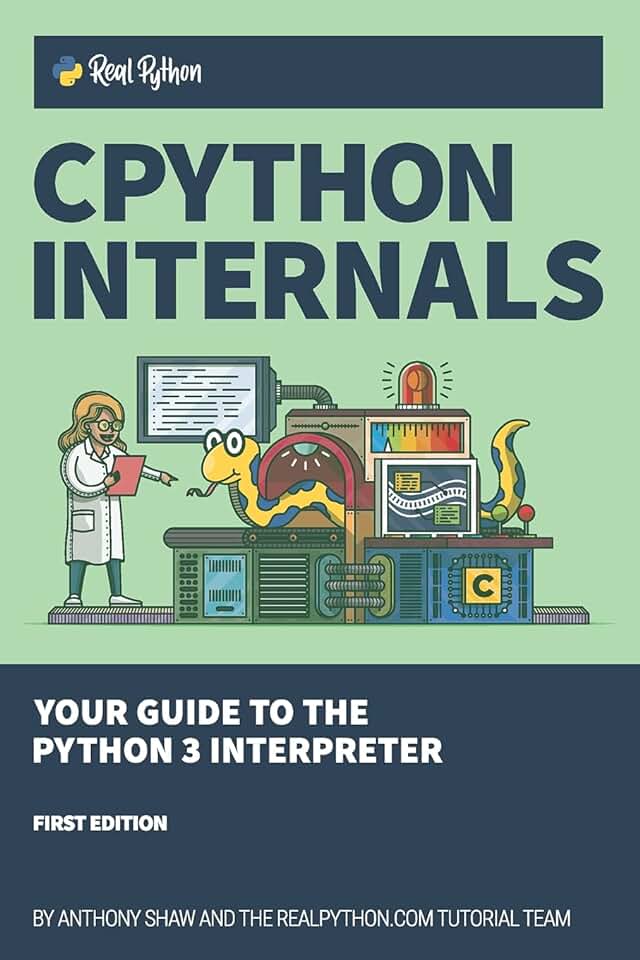 Real Python
CPYTHON
INTERNALS
C
YOUR GUIDE TO THE
PYTHON 3 INTERPRETER
FIRST EDITION
BY ANTHONY SHAW AND THE REALPYTHON.COM TUTORIAL TEAM